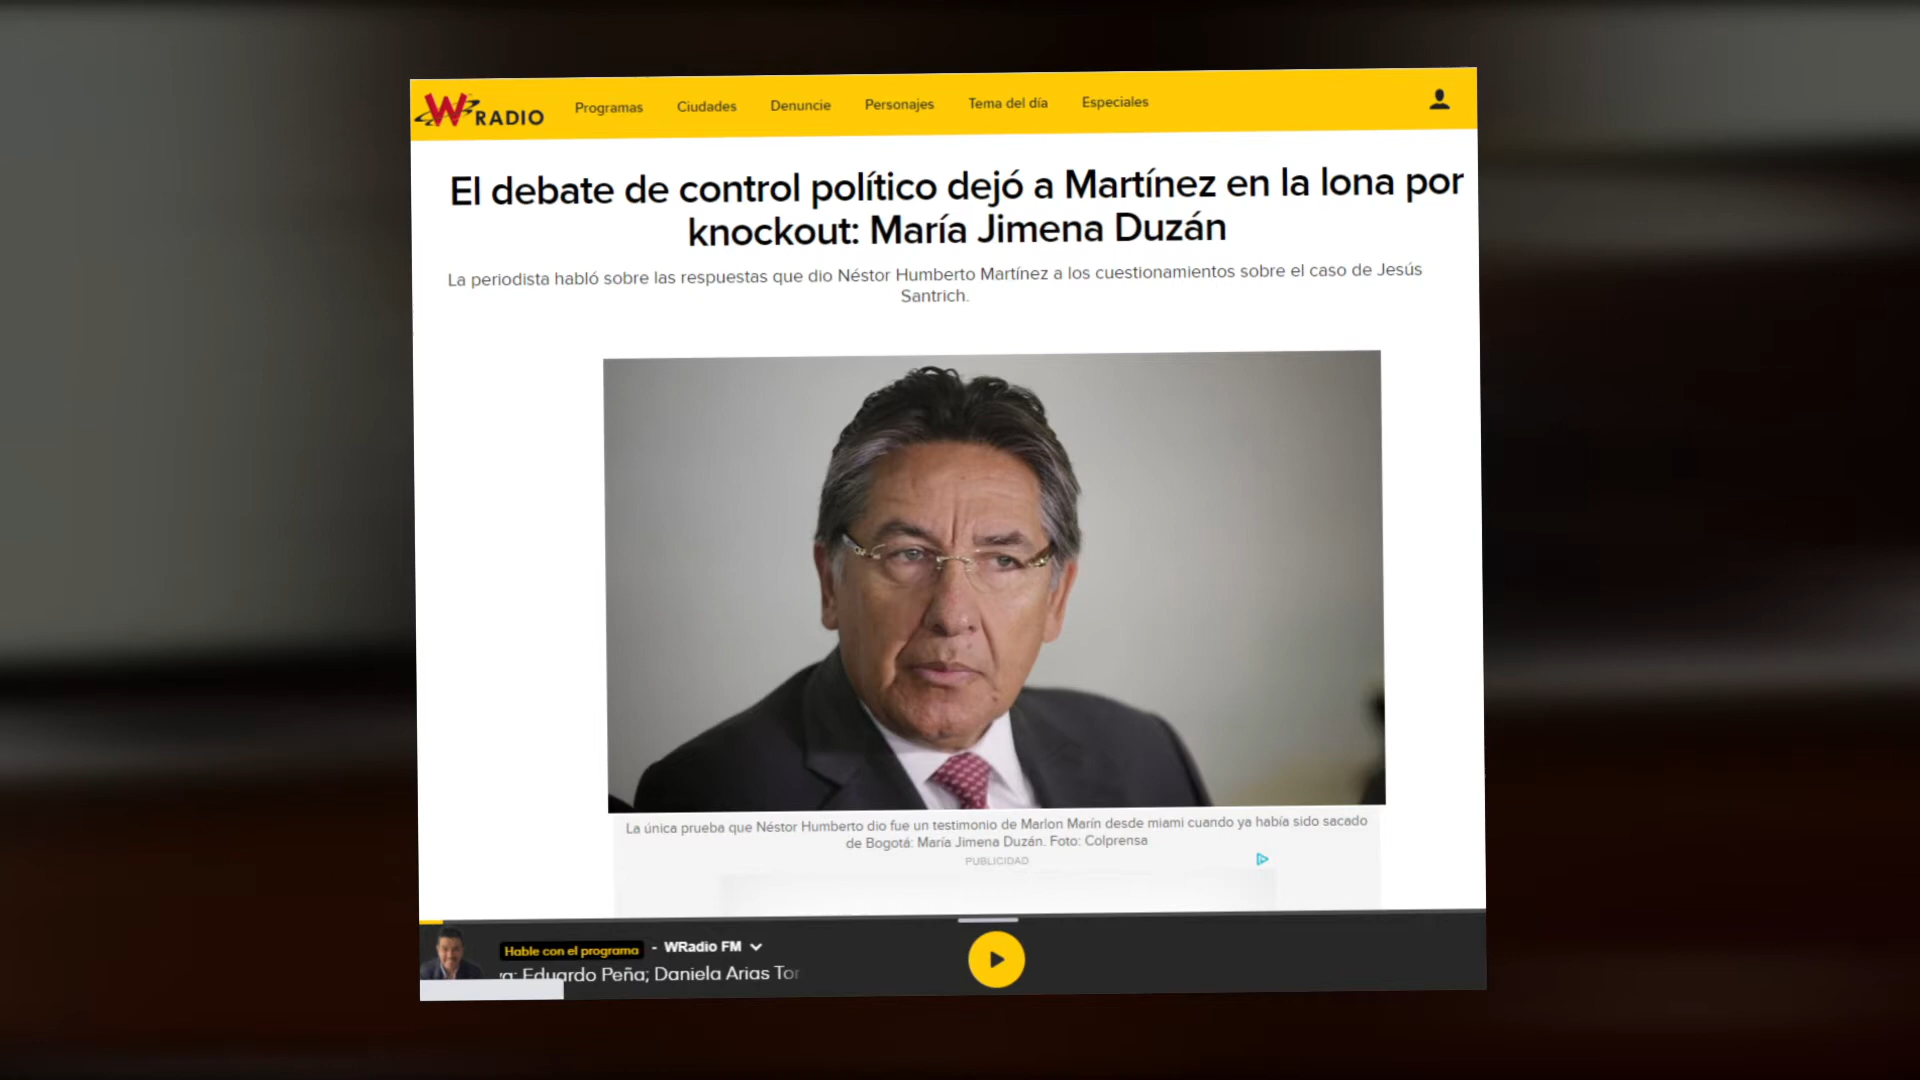 W RADIO
Programas Ciudades Denuncie Personajes Tema del día Especiales
El debate de control político dejó a Martínez en la lona por
knockout: María Jimena Duzán
La periodista habló sobre las respuestas que dio Néstor Humberto Martínez a los cuestionamientos sobre el caso de Jesús
Santrich.
La única prueba que Néstor Humberto dio fue un testimonio de Marlon Marín desde miami cuando ya había sido sacado
de Bogotá: María Jimena Duzán. Foto: Colprensa
PUBLICIDAD
Hable con el programa - WRadio FM
Eduardo Peña; Daniela Arias